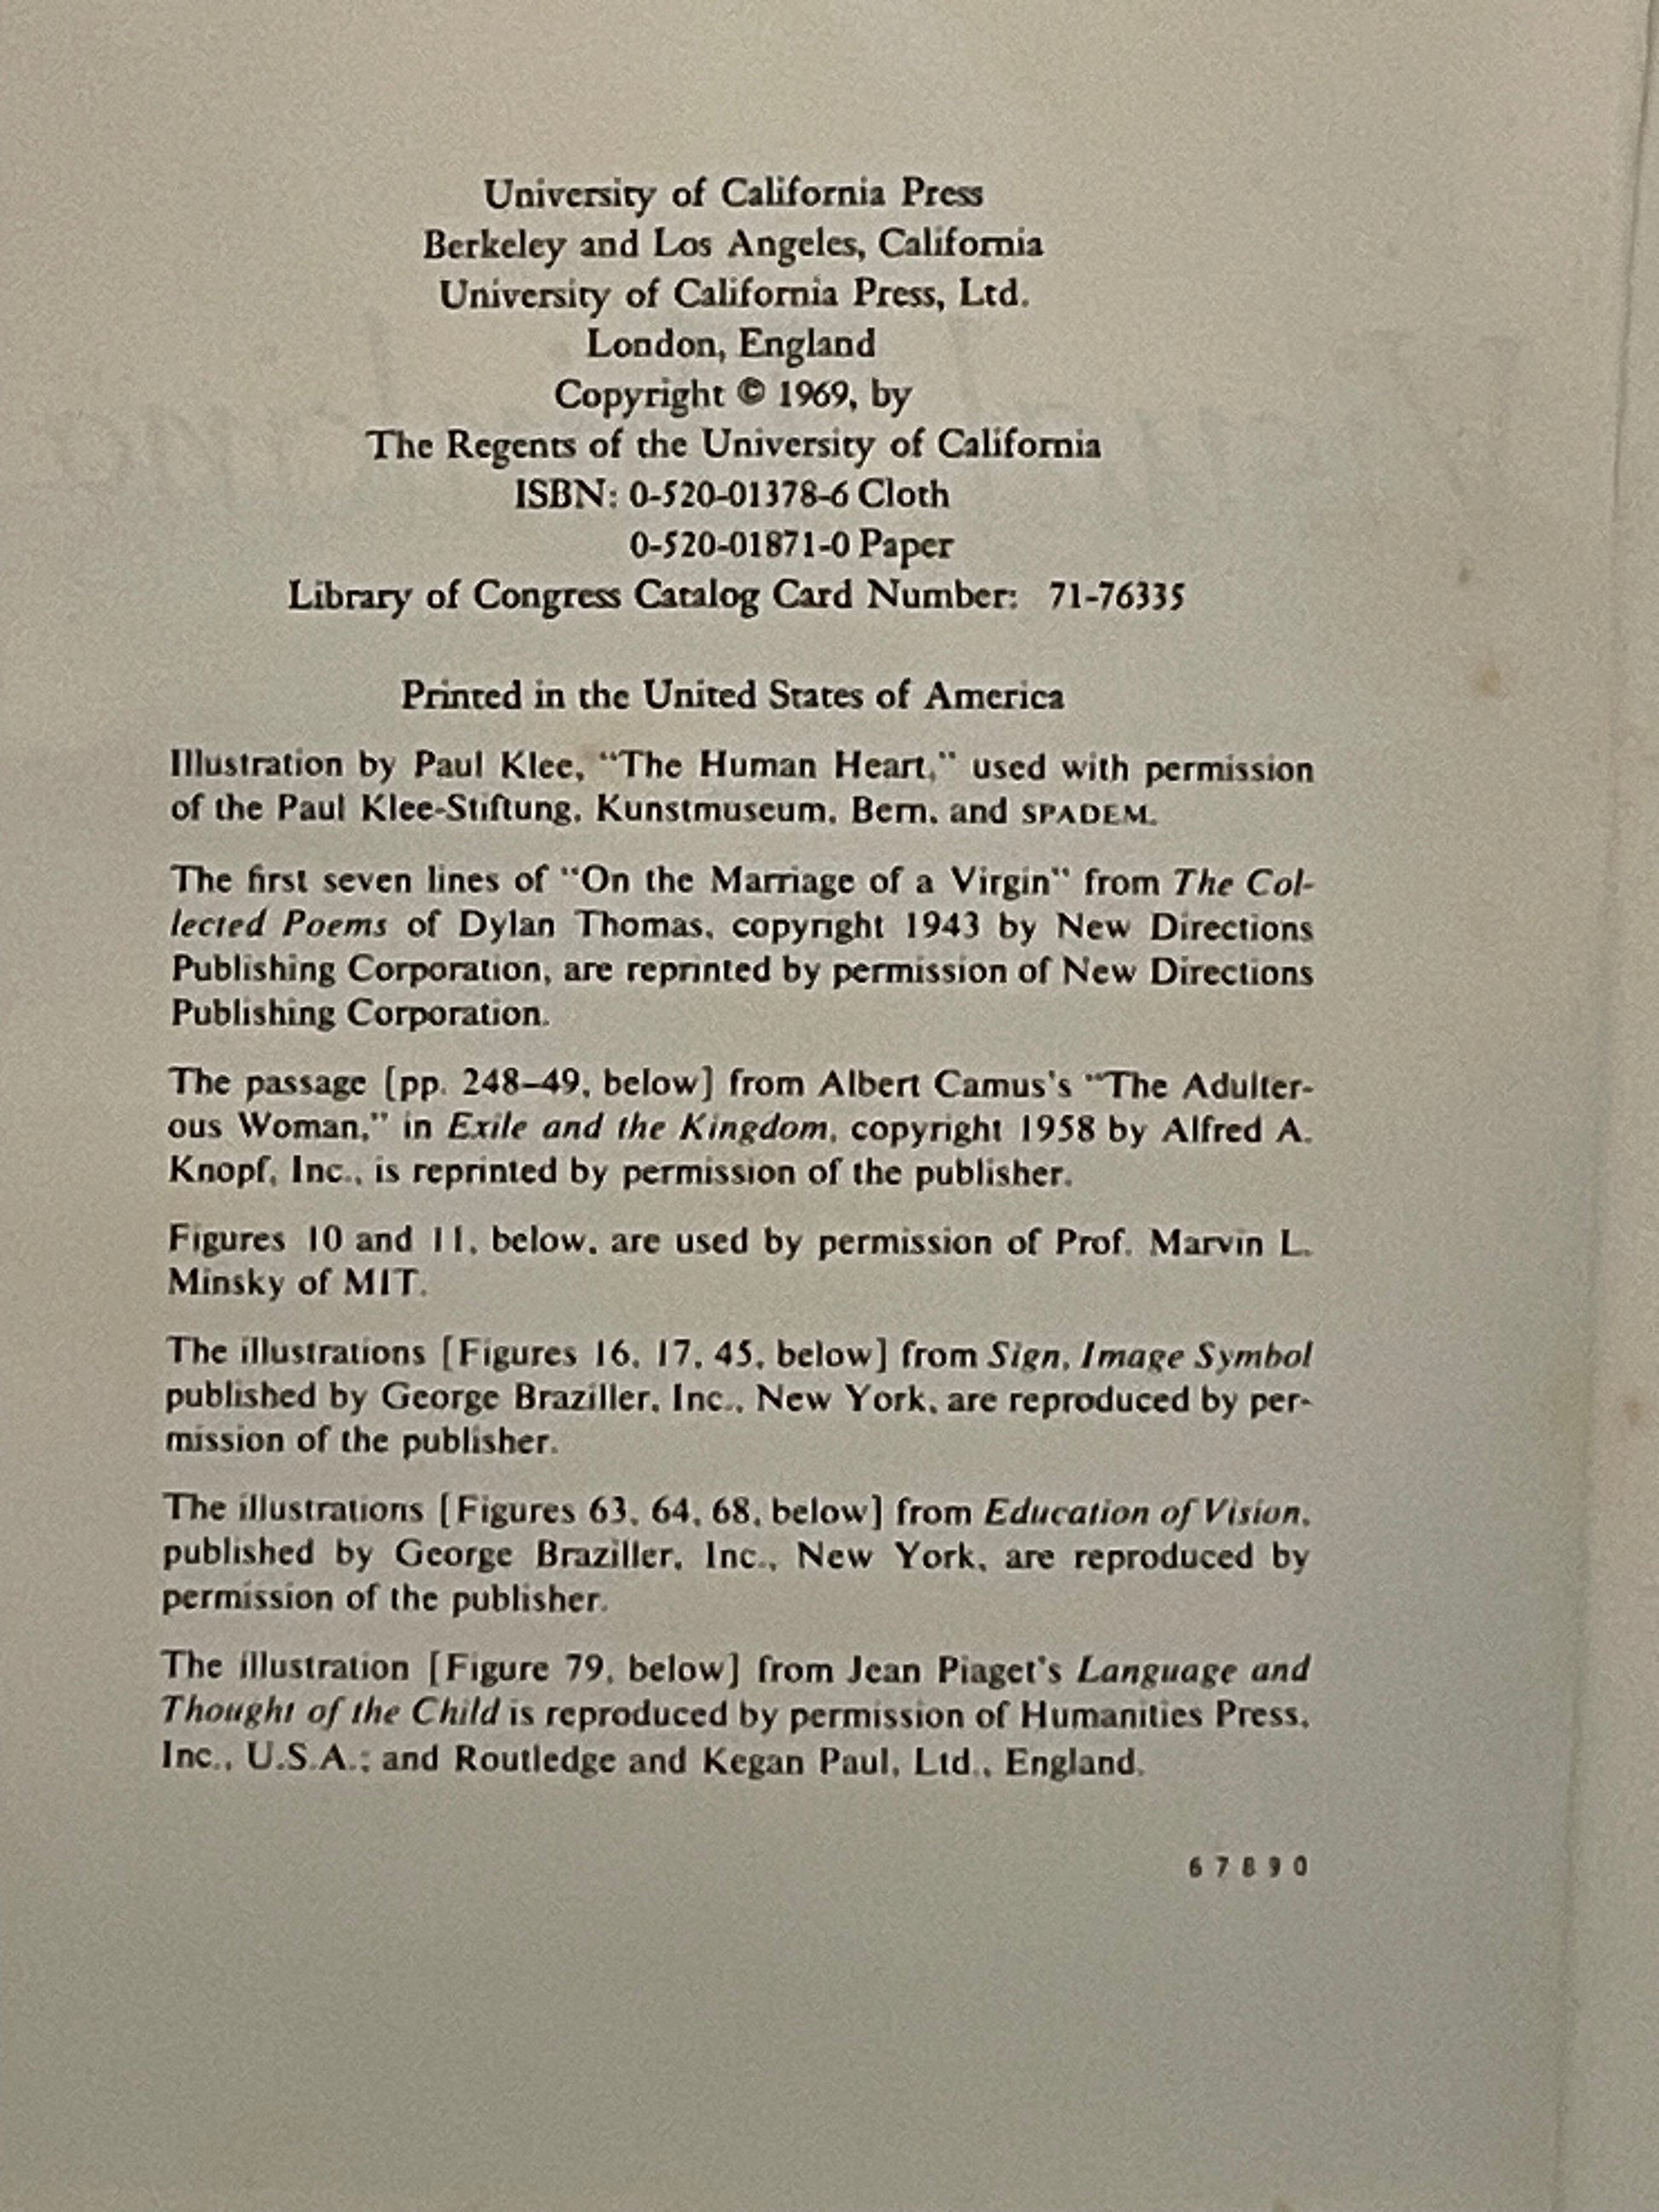 University of California Press
Berkeley and Los Angeles, California
University of California Press, Ltd.
London, England
Copyright © 1969, by
The Regents of the University of California
ISBN: 0-520-01378-6 Cloth
0-520-01871-0 Paper
Library of Congress Catalog Card Number: 71-76335
Printed in the United States of America
Illustration by Paul Klee, “The Human Heart,” used with permission
of the Paul Klee-Stiftung, Kunstmuseum, Bern, and SPADEM.
The first seven lines of “On the Marriage of a Virgin” from The Col-
lected Poems of Dylan Thomas, copyright 1943 by New Directions
Publishing Corporation, are reprinted by permission of New Directions
Publishing Corporation.
The passage [pp. 248–49, below] from Albert Camus's “The Adulter-
ous Woman,” in Exile and the Kingdom, copyright 1958 by Alfred A.
Knopf, Inc., is reprinted by permission of the publisher.
Figures 10 and 11, below, are used by permission of Prof. Marvin L.
Minsky of MIT.
The illustrations [Figures 16, 17, 45, below] from Sign, Image Symbol
published by George Braziller, Inc., New York, are reproduced by per-
mission of the publisher.
The illustrations [Figures 63, 64, 68, below] from Education of Vision,
published by George Braziller, Inc., New York, are reproduced by
permission of the publisher.
The illustration [Figure 79, below] from Jean Piaget's Language and
Thought of the Child is reproduced by permission of Humanities Press,
Inc., U.S.A.; and Routledge and Kegan Paul, Ltd., England.
6 7 8 9 0